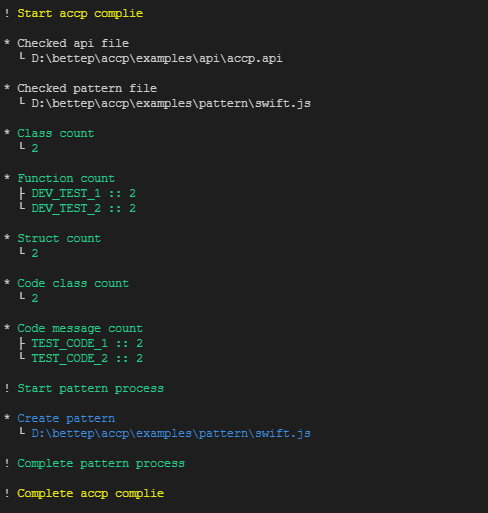 ! Start accp complie
* Checked api file
└ D:\bettep\accp\examples\api\accp.api
* Checked pattern file
└ D:\bettep\accp\examples\pattern\swift.js
* Class count
└ 2
* Function count
├ DEV_TEST_1 :: 2
└ DEV_TEST_2 :: 2
* Struct count
└ 2
* Code class count
└ 2
* Code message count
├ TEST_CODE_1 :: 2
└ TEST_CODE_2 :: 2
! Start pattern process
* Create pattern
└ D:\bettep\accp\examples\pattern\swift.js
! Complete pattern process
! Complete accp complie